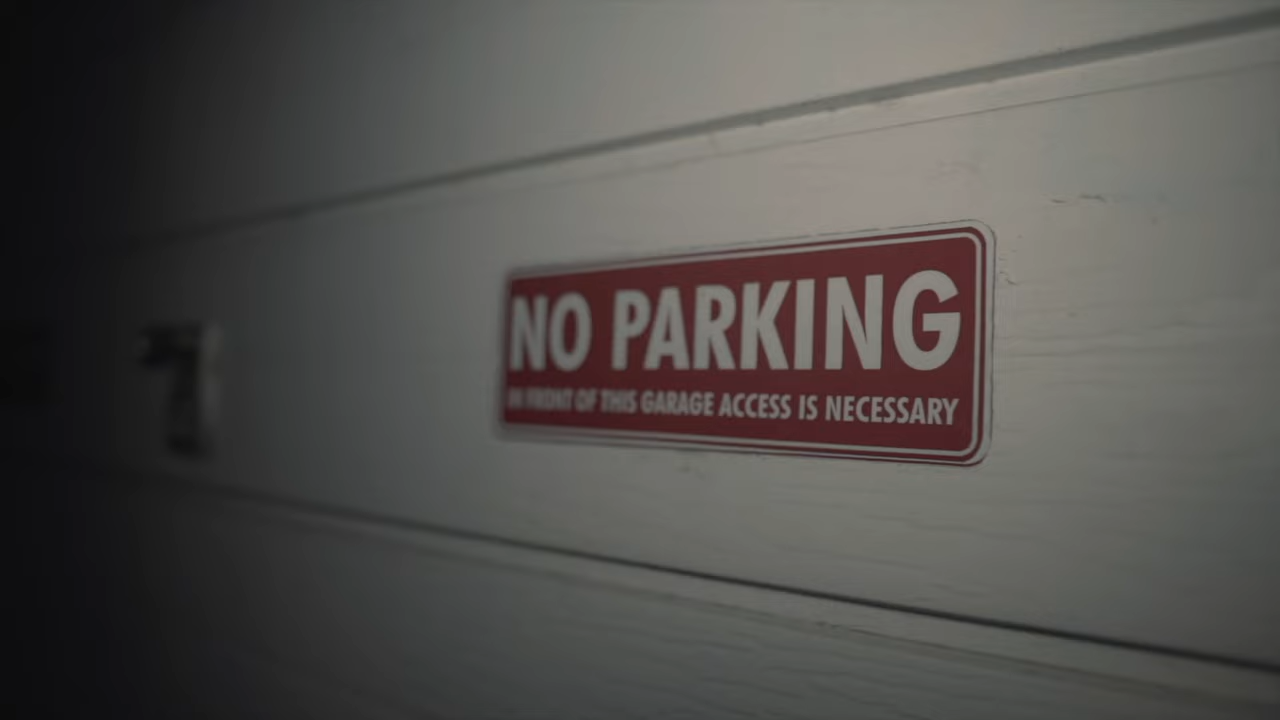 NO PARKING
IN FRONT OF THIS GARAGE ACCESS IS NECESSARY